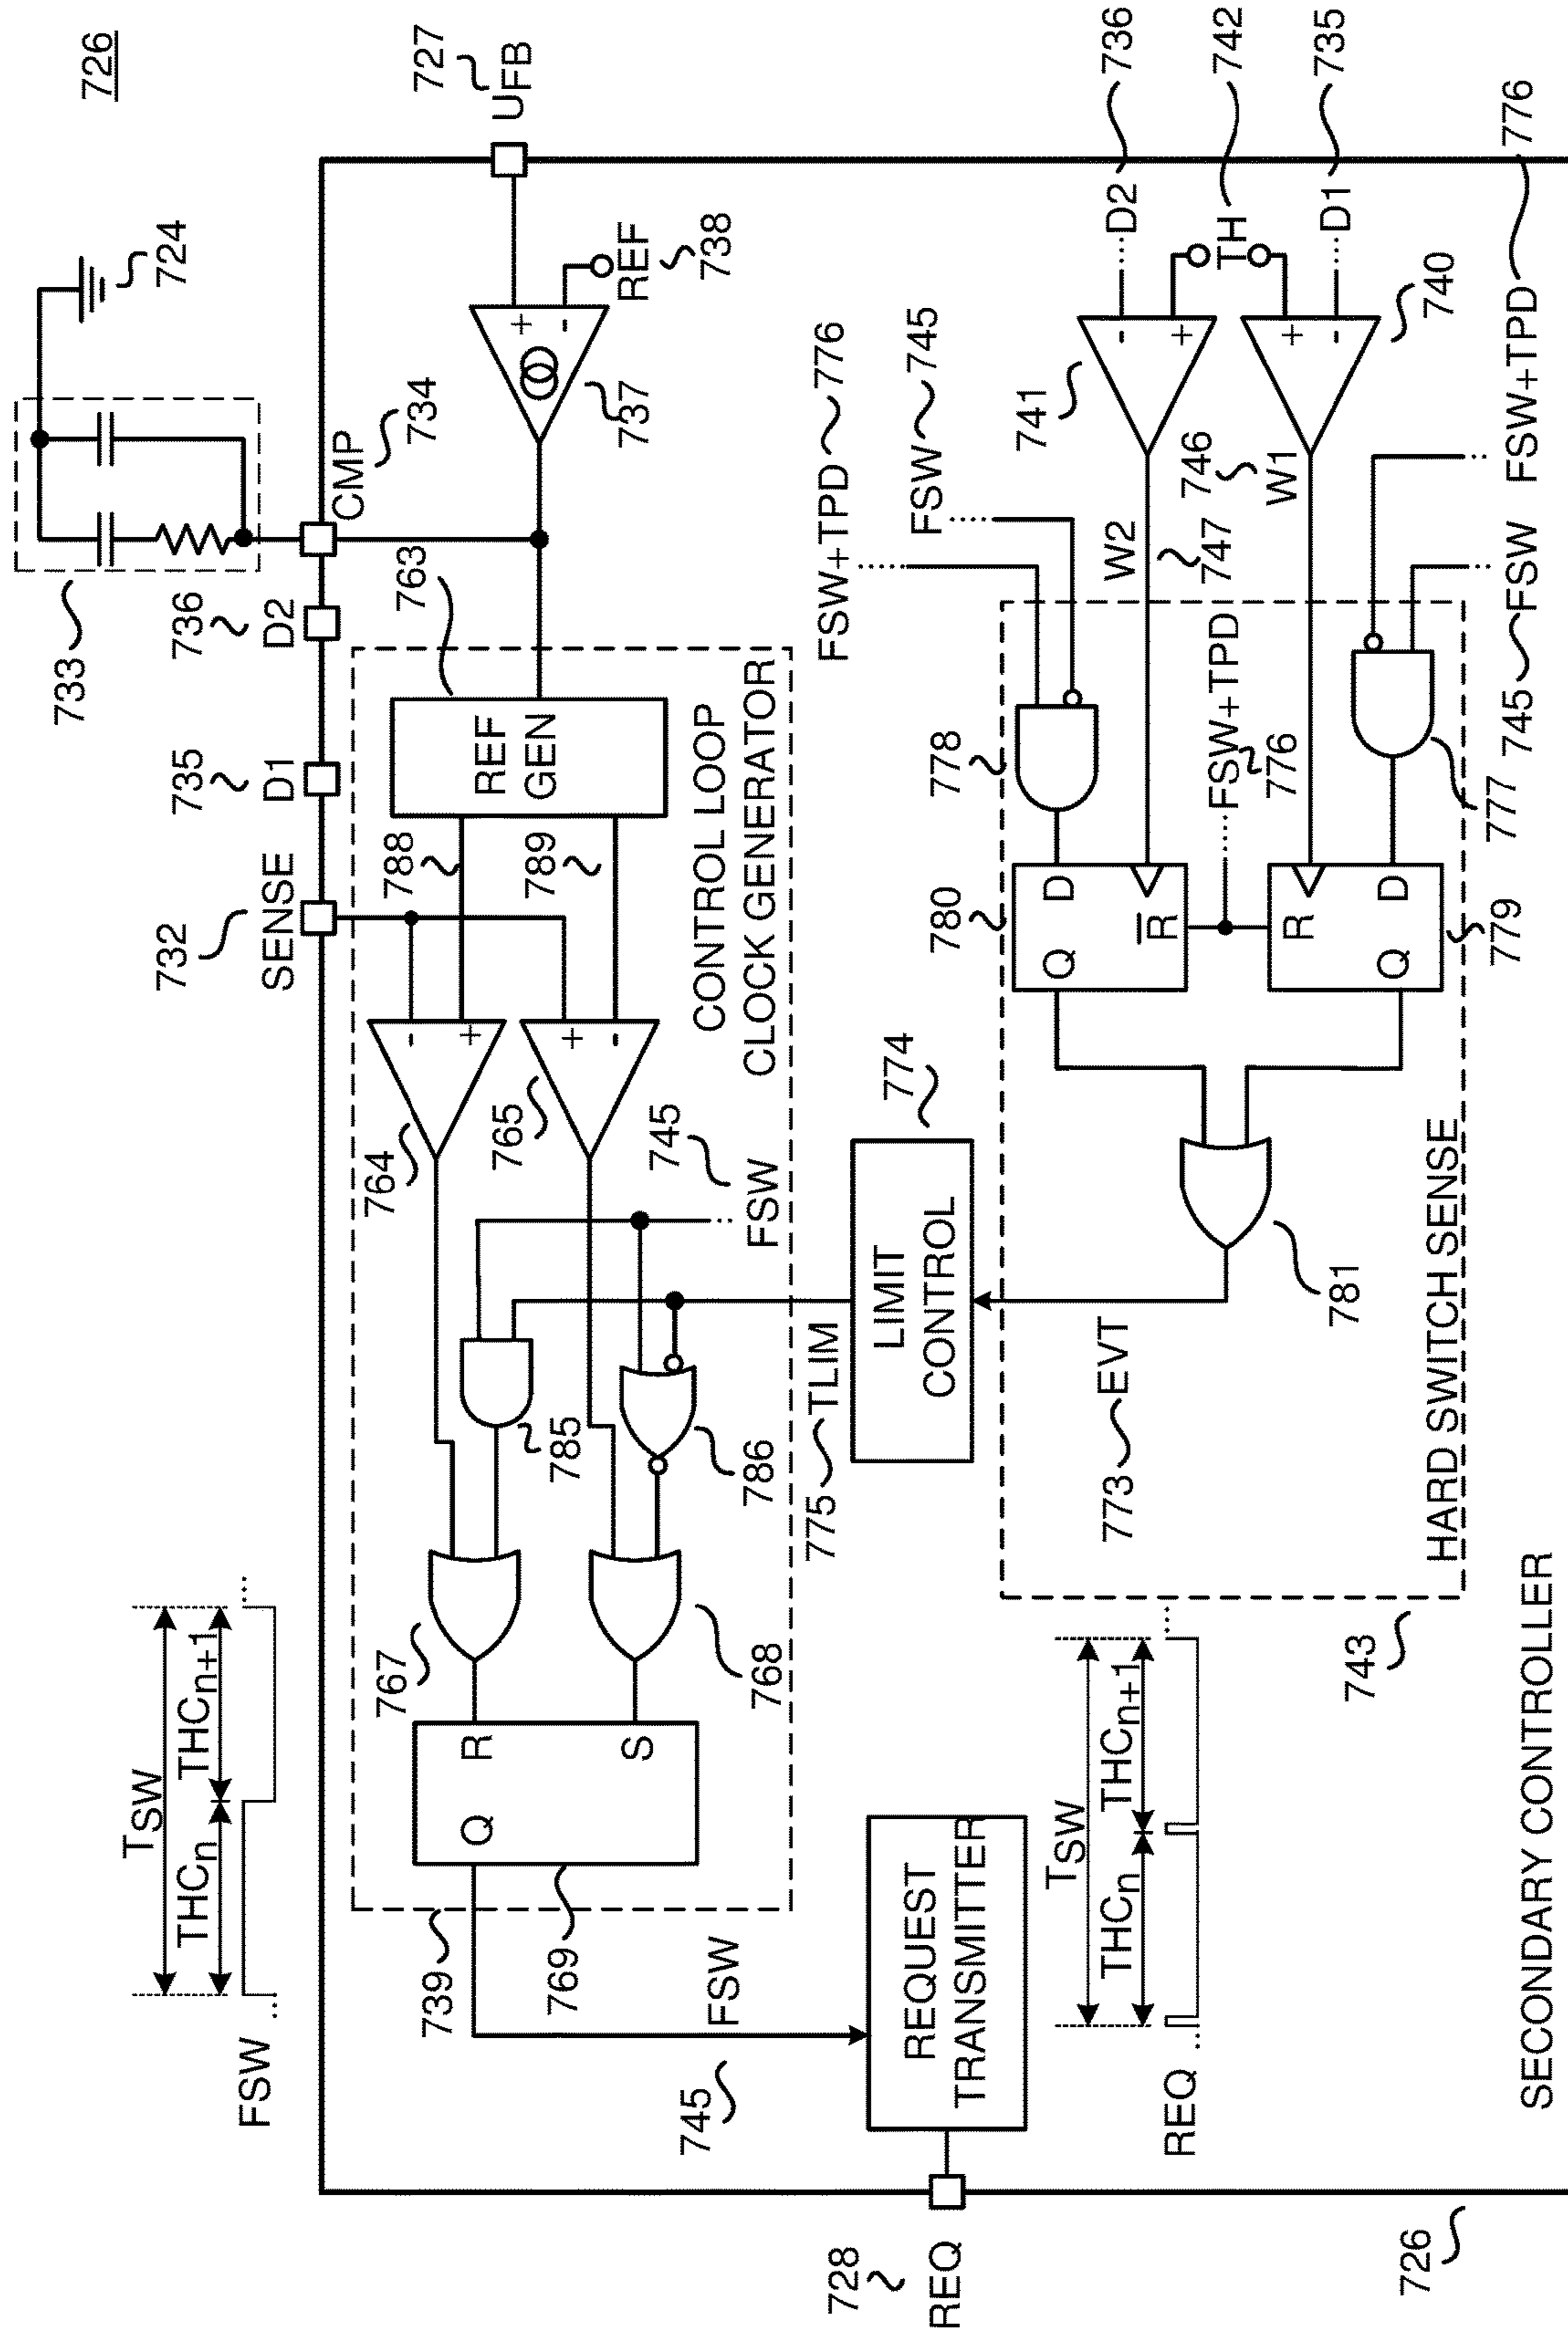 726
FSW
TSW
THCn
THCn+1
733
724
732
SENSE
735
D1
736
D2
CMP
734
727
UFB
739
769
Q
R
S
767
768
764
765
785
786
788
789
763
REF
GEN
CONTROL LOOP
CLOCK GENERATOR
745
FSW
737
REF
738
745
FSW
728
REQ
REQUEST
TRANSMITTER
REQ
TSW
THCn
THCn+1
775
TLIM
LIMIT
CONTROL
774
773
EVT
781
743
HARD SWITCH SENSE
780
Q
D
R
779
Q
D
R
778
777
FSW+TPD
776
FSW+TPD
776
FSW
745
W2
747
746
W1
741
740
D2
736
TH
742
D1
735
745
FSW
FSW+TPD
776
726
SECONDARY CONTROLLER
+
-
+
-
+
-
-
+
+
-